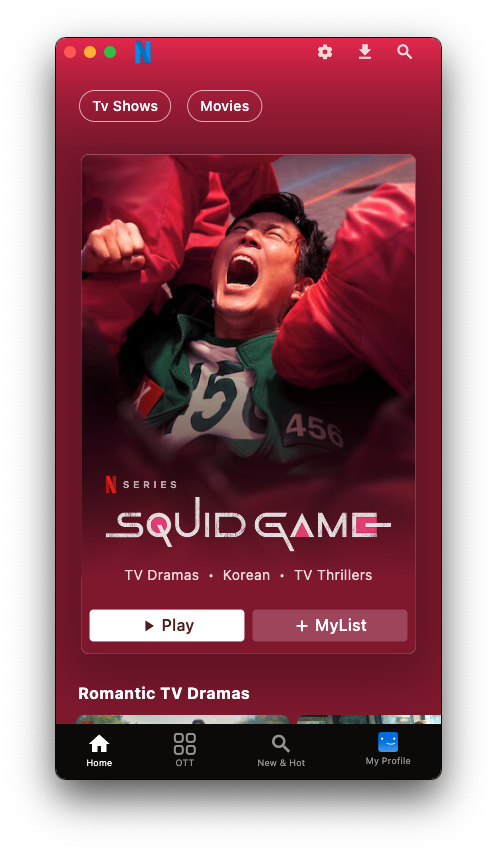 N
Tv Shows
Movies
456
N SERIES
SQUID GAME
TV Dramas • Korean • TV Thrillers
Play
+ MyList
Romantic TV Dramas
Home
OTT
New & Hot
My Profile